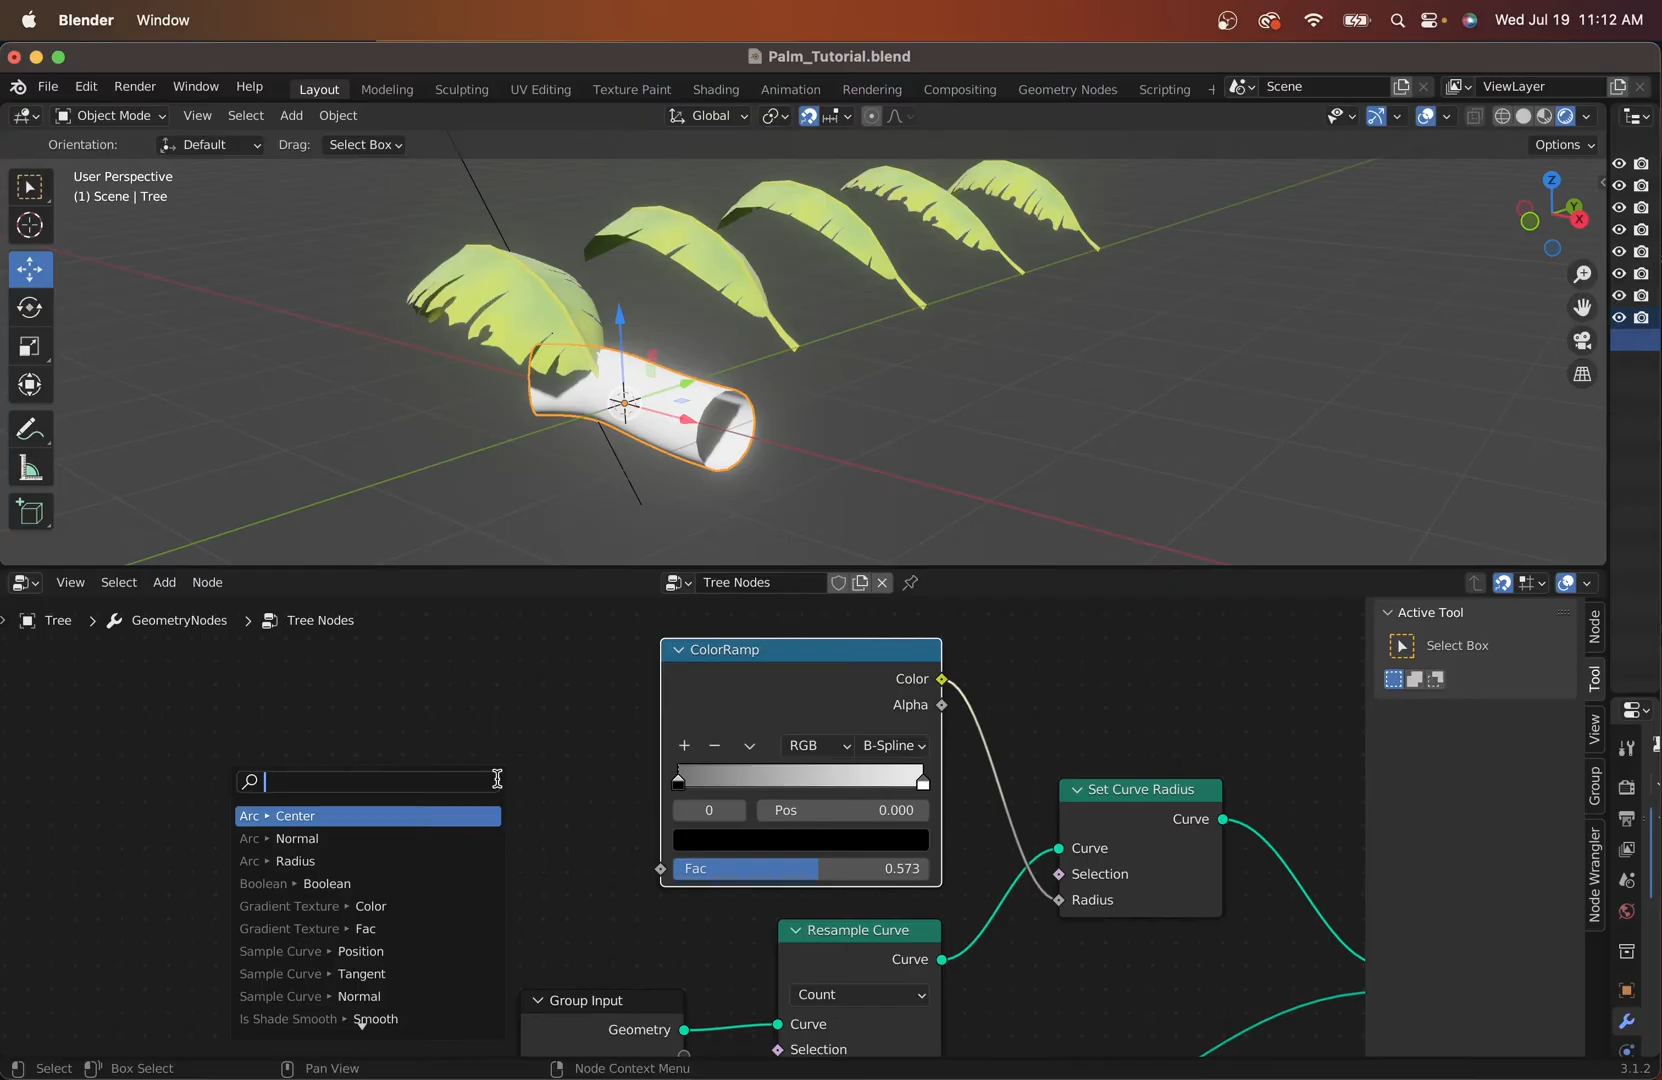 Blender Window
Wed Jul 19 11:12 AM
Palm_Tutorial.blend
File Edit Render Window Help
Layout Modeling Sculpting UV Editing Texture Paint Shading Animation Rendering Compositing Geometry Nodes Scripting +
Scene
ViewLayer
Object Mode View Select Add Object
Global
Orientation: Default Drag: Select Box
Options
User Perspective
(1) Scene | Tree
Z
Y
X
View Select Add Node
Tree Nodes
Tree > GeometryNodes > Tree Nodes
Active Tool
Select Box
Node
Tool
View
Group
Node Wrangler
ColorRamp
Color
Alpha
+ − RGB B-Spline
0 Pos 0.000
Fac 0.573
Arc ▸ Center
Arc ▸ Normal
Arc ▸ Radius
Boolean ▸ Boolean
Gradient Texture ▸ Color
Gradient Texture ▸ Fac
Sample Curve ▸ Position
Sample Curve ▸ Tangent
Sample Curve ▸ Normal
Is Shade Smooth ▸ Smooth
Set Curve Radius
Curve
Curve
Selection
Radius
Resample Curve
Curve
Count
Curve
Selection
Group Input
Geometry
Select Box Select Pan View Node Context Menu
3.1.2